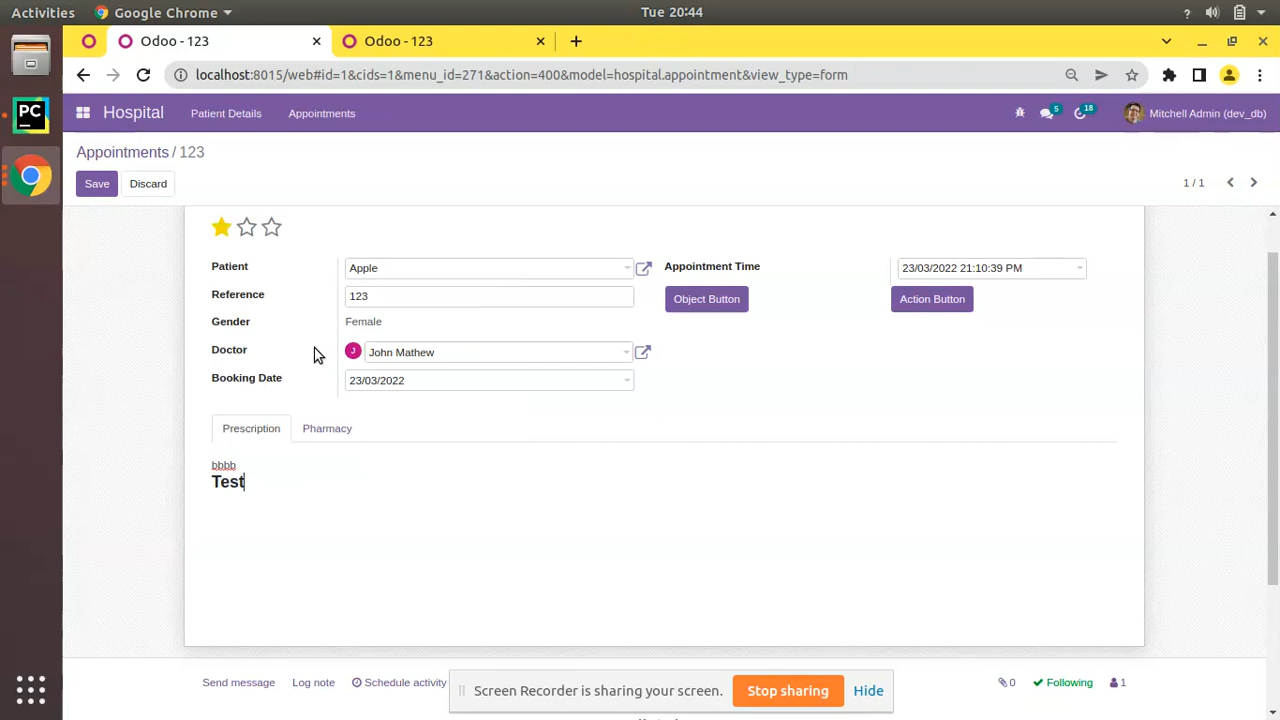 Activities Google Chrome Tue 20:44 ?
Odoo - 123 Odoo - 123
localhost:8015/web#id=1&cids=1&menu_id=271&action=400&model=hospital.appointment&view_type=form
Hospital Patient Details Appointments 5 18 Mitchell Admin (dev_db)
Appointments / 123
Save Discard 1 / 1
Patient Apple Appointment Time 23/03/2022 21:10:39 PM
Reference 123 Object Button Action Button
Gender Female
Doctor J John Mathew
Booking Date 23/03/2022
Prescription Pharmacy
bbbb
Test
Send message Log note Schedule activity 0 Following 1
Screen Recorder is sharing your screen. Stop sharing Hide